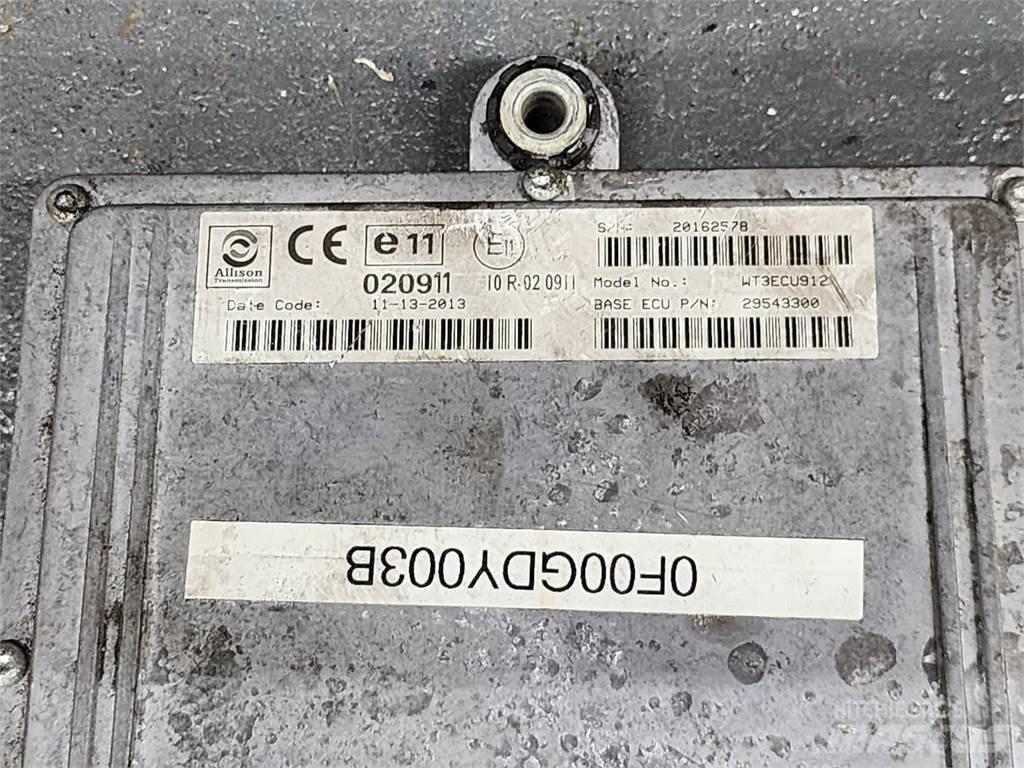 Allison
Transmission
CE
e11
020911
E11
10 R-02 0911
Date Code: 11-13-2013
S/N: 20162578
Model No.: WT3ECU912
BASE ECU P/N: 29543300
0F00GDY003B